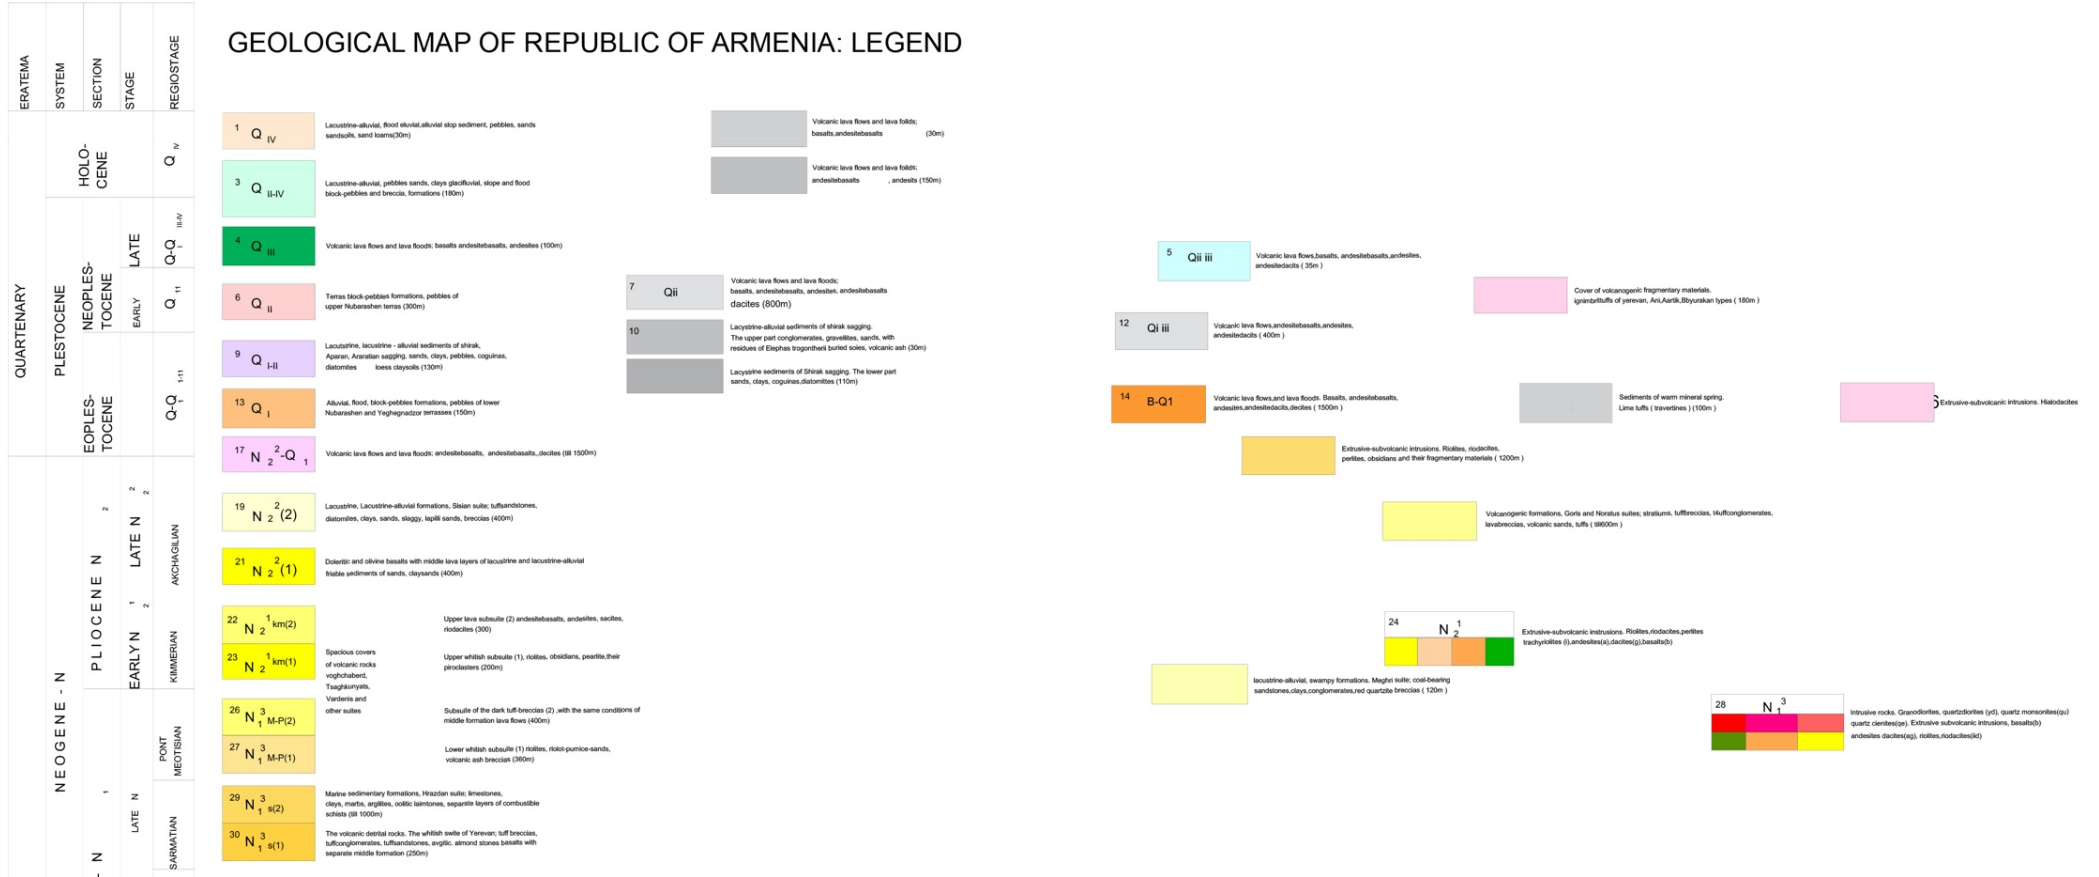 GEOLOGICAL MAP OF REPUBLIC OF ARMENIA: LEGEND
ERATEMA
SYSTEM
SECTION
STAGE
REGIOSTAGE
QUARTENARY
NEOGENE - N
PLESTOCENE
HOLO-
CENE
NEOPLES-
TOCENE
EOPLES-
TOCENE
PLIOCENE N 2
LATE
EARLY
LATE N 2 2
EARLY N 1 2
LATE N
1
N
Q IV
Q-Q III-IV I
Q 11
Q-Q 1-11 1
AKCHAGILIAN
KIMMERIAN
PONT
MEOTISIAN
SARMATIAN
1 Q IV
Lacustrine-alluvial, flood eluvial,alluvial slop sediment, pebbles, sands
sandsoils, sand loams(30m)
Volcanic lava flows and lava foilds;
basalts,andesitebasalts (30m)
3 Q II-IV
Lacustrine-alluvial, pebbles sands, clays glacifluvial, slope and flood
block-pebbles and breccia, formations (180m)
Volcanic lava flows and lava foilds;
andesitebasalts , andesits (150m)
4 Q III
Volcanic lava flows and lava floods; basalts andesitebasalts, andesites (100m)
5 Qii iii
Volcanic lava flows,basalts, andesitebasalts,andesites,
andesitedacits ( 35m )
6 Q II
Terras block-pebbles formations, pebbles of
upper Nubarashen terras (300m)
7 Qii
Volcanic lava flows and lava floods;
basalts, andesitebasalts, andesites, andesitebasalts
dacites (800m)
Cover of volcanogenic fragmentary materials.
Ignimbrittuffs of yerevan, Ani,Aartik,Bbyurakan types ( 180m )
9 Q I-II
Lacutstrine, lacustrine - alluvial sediments of shirak,
Aparan, Araratian sagging, sands, clays, pebbles, coguinas,
diatomites loess claysoils (130m)
10
Lacystrine-alluvial sediments of shirak sagging.
The upper part conglomerates, gravellites, sands, with
residues of Elephas trogontherii buried soies, volcanic ash (30m)
Lacystrine sediments of Shirak sagging. The lower part
sands, clays, coguinas,diatomittes (110m)
12 Qi iii
Volcanic lava flows,andesitebasalts,andesites,
andesitedacits ( 400m )
13 Q I
Alluvial, flood, block-pebbles formations, pebbles of lower
Nubarashen and Yeghegnadzor terrasses (150m)
14 B-Q1
Volcanic lava flows,and lava floods. Basalts, andesitebasalts,
andesites,andesitedacits,decites ( 1500m )
Sediments of warm mineral spring.
Lime tuffs ( travertines ) (100m )
6 Extrusive-subvolcanic intrusions. Hialodacites
17 N 2 2-Q 1
Volcanic lava flows and lava floods; andesitebasalts, andesitebasalts,,decites (till 1500m)
Extrusive-subvolcanic intrusions. Riolites, riodacites,
perlites, obsidians and their fragmentary materials ( 1200m )
19 N 2 2 (2)
Lacustrine, Lacustrine-alluvial formations, Sisian suite; tuffsandstones,
diatomites, clays, sands, slaggy, lapilli sands, breccias (400m)
Volcanogenic formations, Goris and Noratus suites; stratiums, tuffbreccias, t4uffconglomerates,
lavabreccias, volcanic sands, tuffs ( till600m )
21 N 2 2 (1)
Doleritic and olivine basalts with middle lava layers of lacustrine and lacustrine-alluvial
friable sediments of sands, claysands (400m)
22 N 2 1 km(2)
Upper lava subsuite (2) andesitebasalts, andesites, sacites,
riodacites (300)
23 N 2 1 km(1)
Spacious covers
of volcanic rocks
voghchaberd,
Tsaghkunyats,
Vardenis and
other suites
Upper whitish subsuite (1), riolites, obsidians, pearlite,their
piroclasters (200m)
24 N 1 2
Extrusive-subvolcanic instrusions. Riolites,riodacites,perlites
trachyriolites (i),andesites(a),dacites(g),basalts(b)
lacustrine-alluvial, swampy formations. Meghri suite; coal-bearing
sandstones,clays,conglomerates,red quartzite breccias ( 120m )
26 N 1 3 M-P(2)
Subsuite of the dark tuff-breccias (2) ,with the same conditions of
middle formation lava flows (400m)
27 N 1 3 M-P(1)
Lower whitish subsuite (1) riolites, riolot-pumice-sands,
volcanic ash breccias (360m)
28 N 1 3
Intrusive rocks. Granodiorites, quartzdiorites (yd), quartz monsonites(qu)
quartz cienites(qe). Extrusive subvolcanic intrusions, basalts(b)
andesites dacites(ag), riolites,riodacites(iid)
29 N 1 3 s(2)
Marine sedimentary formations, Hrazdan suite; limestones,
clays, marbs, argilites, oolitic laimtones, separate layers of combustible
schists (till 1000m)
30 N 1 3 s(1)
The volcanic detrital rocks. The whitish swite of Yerevan; tuff breccias,
tuffconglomerates, tuffsandstones, avgitic. almond stones basalts with
separate middle formation (250m)